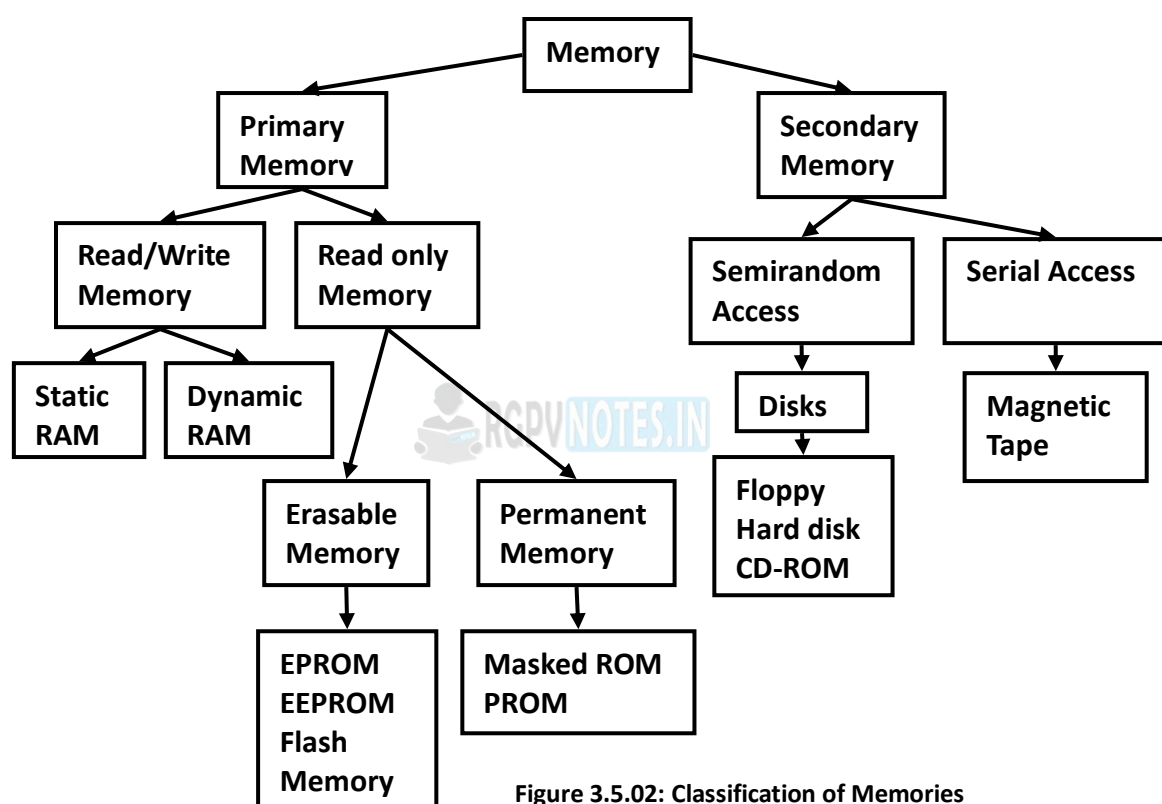 Memory
Primary
Memory
Secondary
Memory
Read/Write
Memory
Read only
Memory
Semirandom
Access
Serial Access
Static
RAM
Dynamic
RAM
Disks
Magnetic
Tape
RGPVNOTES.IN
Floppy
Hard disk
CD-ROM
Erasable
Memory
Permanent
Memory
EPROM
EEPROM
Flash
Memory
Masked ROM
PROM
Figure 3.5.02: Classification of Memories